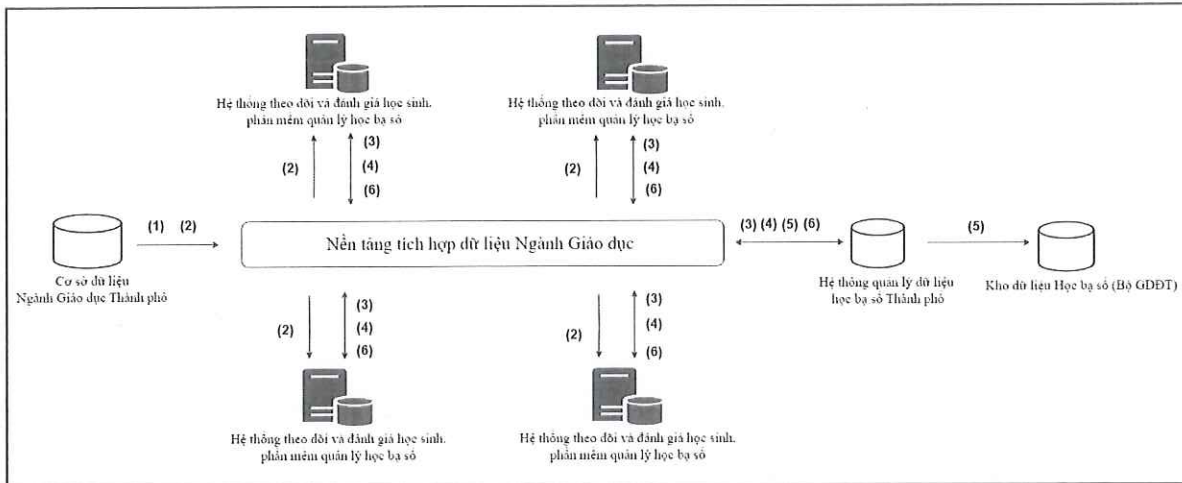 Hệ thống theo dõi và đánh giá học sinh,
phần mềm quản lý học bạ số
Hệ thống theo dõi và đánh giá học sinh,
phần mềm quản lý học bạ số
(2)
(3)
(4)
(6)
(2)
(3)
(4)
(6)
(1) (2)
Nền tảng tích hợp dữ liệu Ngành Giáo dục
(3) (4) (5) (6)
(5)
Cơ sở dữ liệu
Ngành Giáo dục Thành phố
Hệ thống quản lý dữ liệu
học bạ số Thành phố
Kho dữ liệu Học bạ số (Bộ GDĐT)
(2)
(3)
(4)
(6)
(2)
(3)
(4)
(6)
Hệ thống theo dõi và đánh giá học sinh,
phần mềm quản lý học bạ số
Hệ thống theo dõi và đánh giá học sinh,
phần mềm quản lý học bạ số